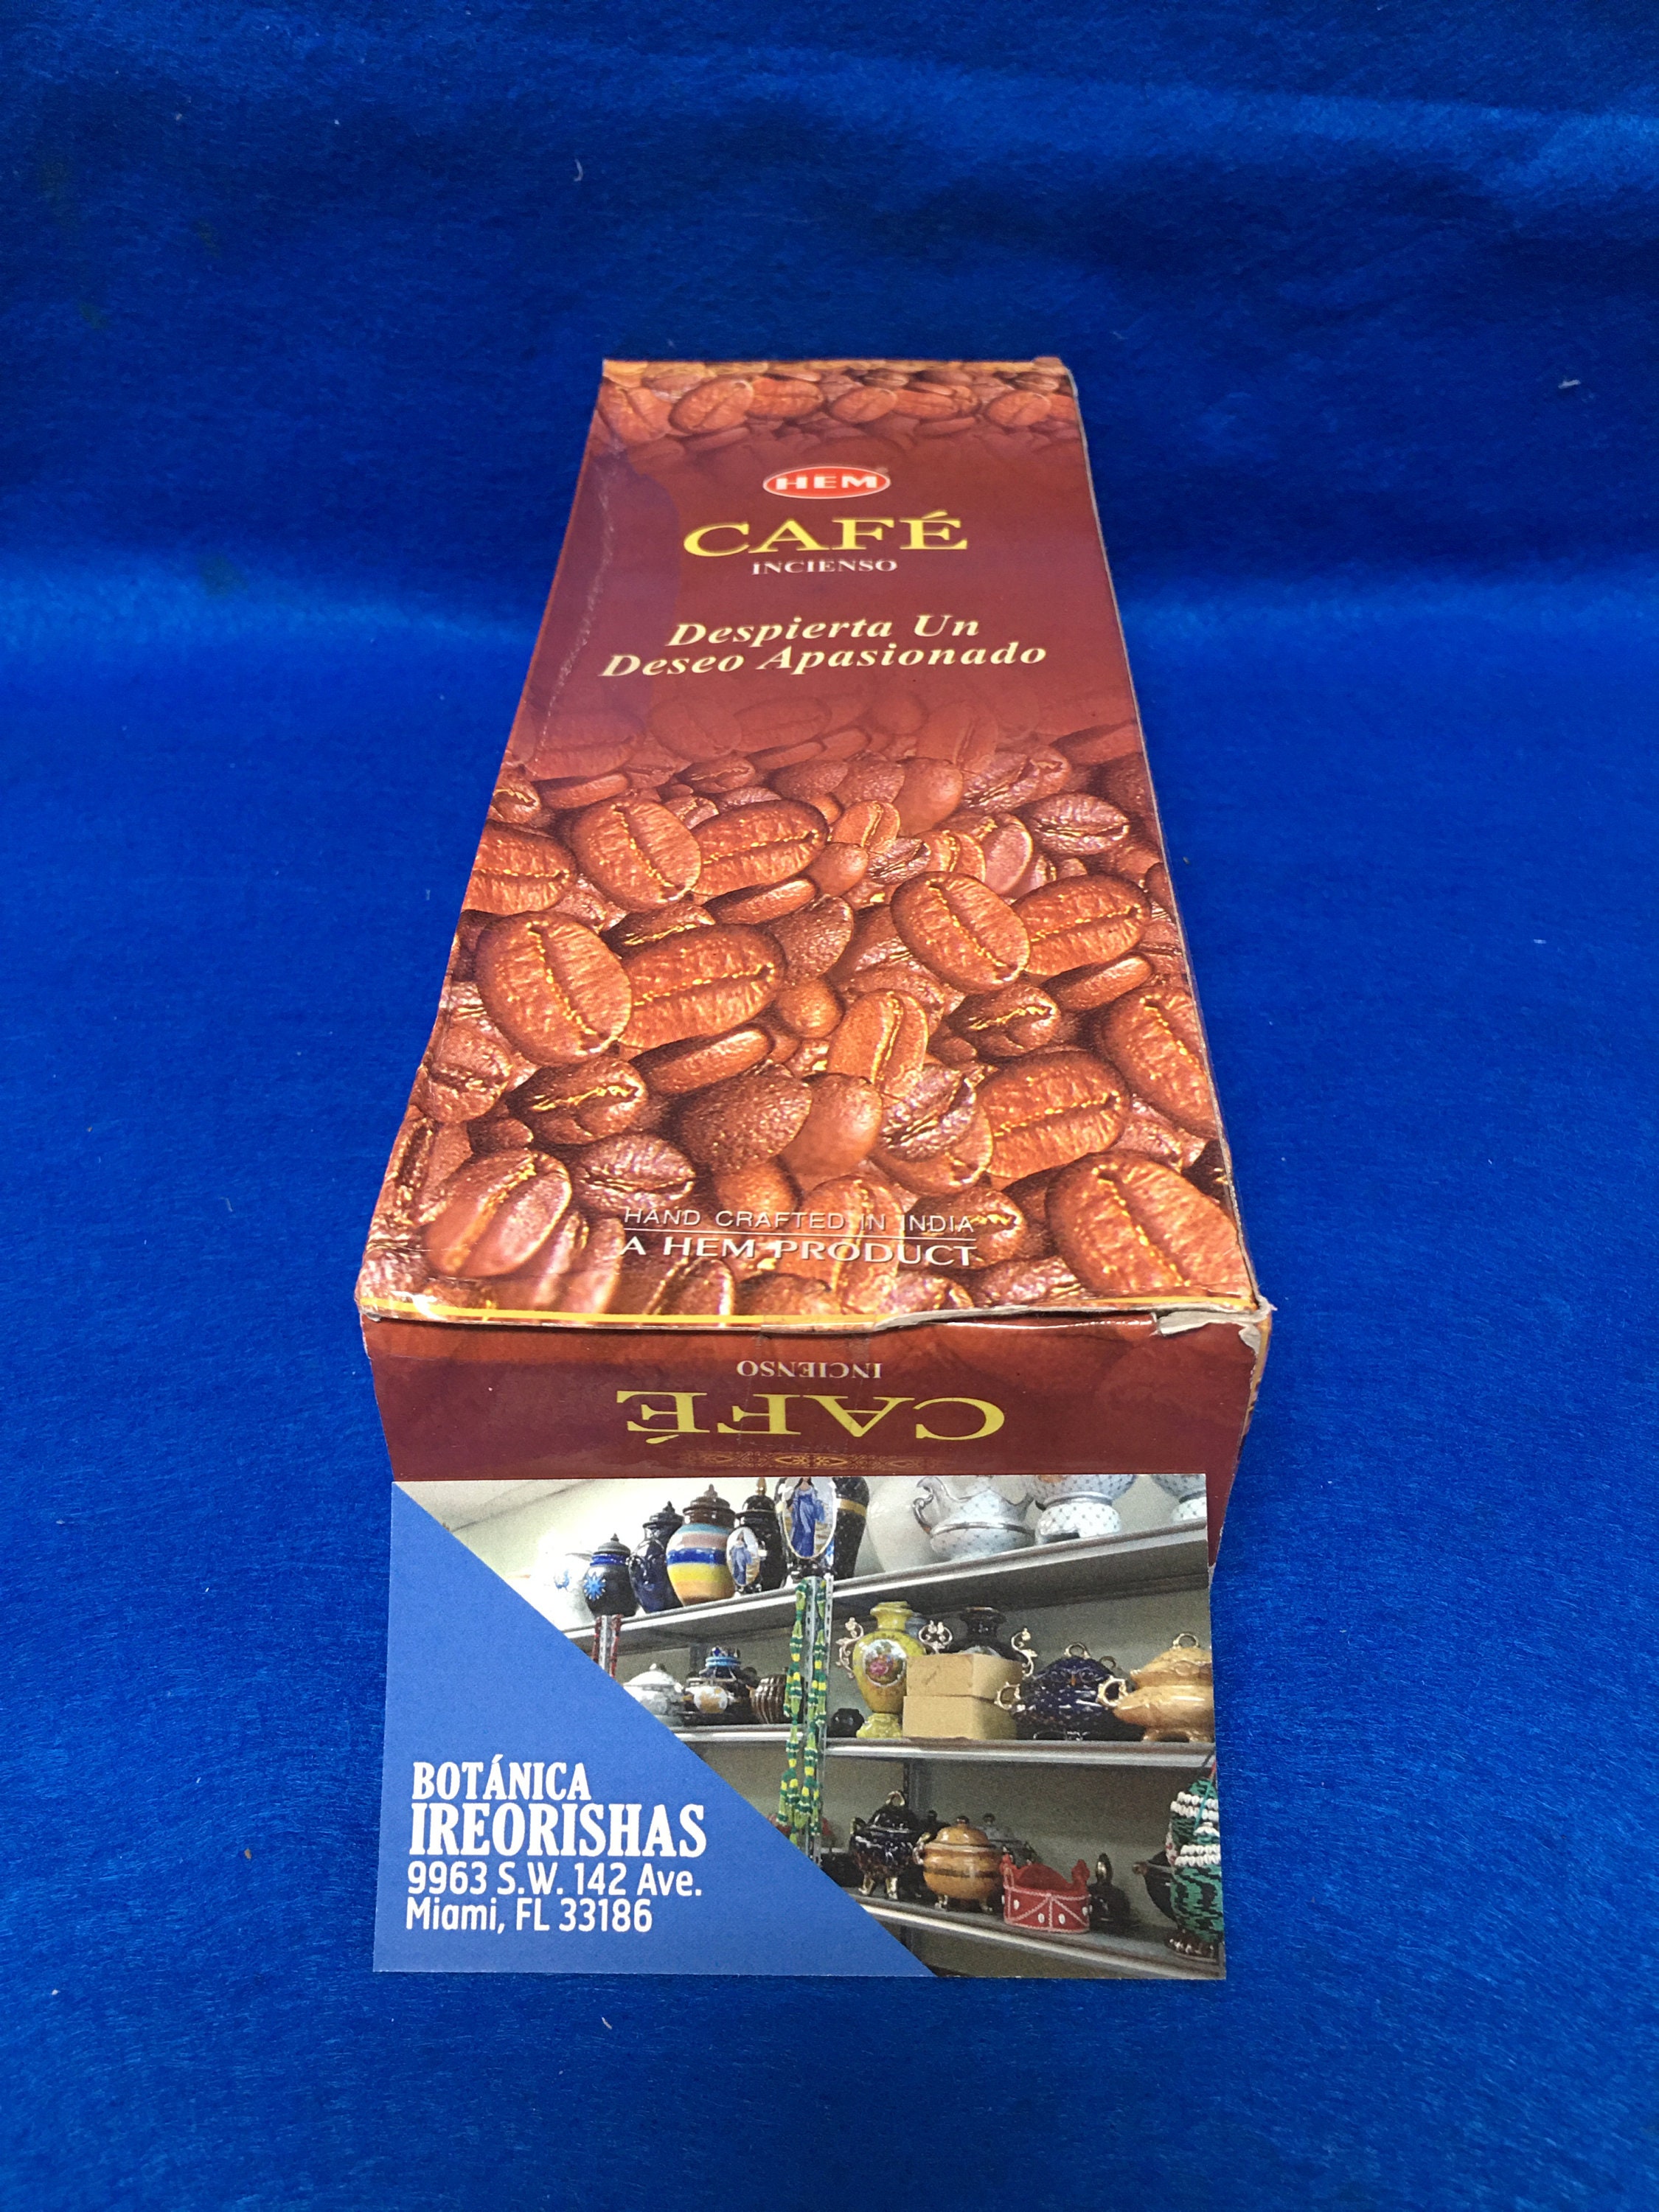 HEM
CAFÉ
INCIENSO
Despierta Un
Deseo Apasionado
HAND CRAFTED IN INDIA
A HEM PRODUCT
INCIENSO
CAFÉ
BOTÁNICA
IREORISHAS
9963 S.W. 142 Ave.
Miami, FL 33186